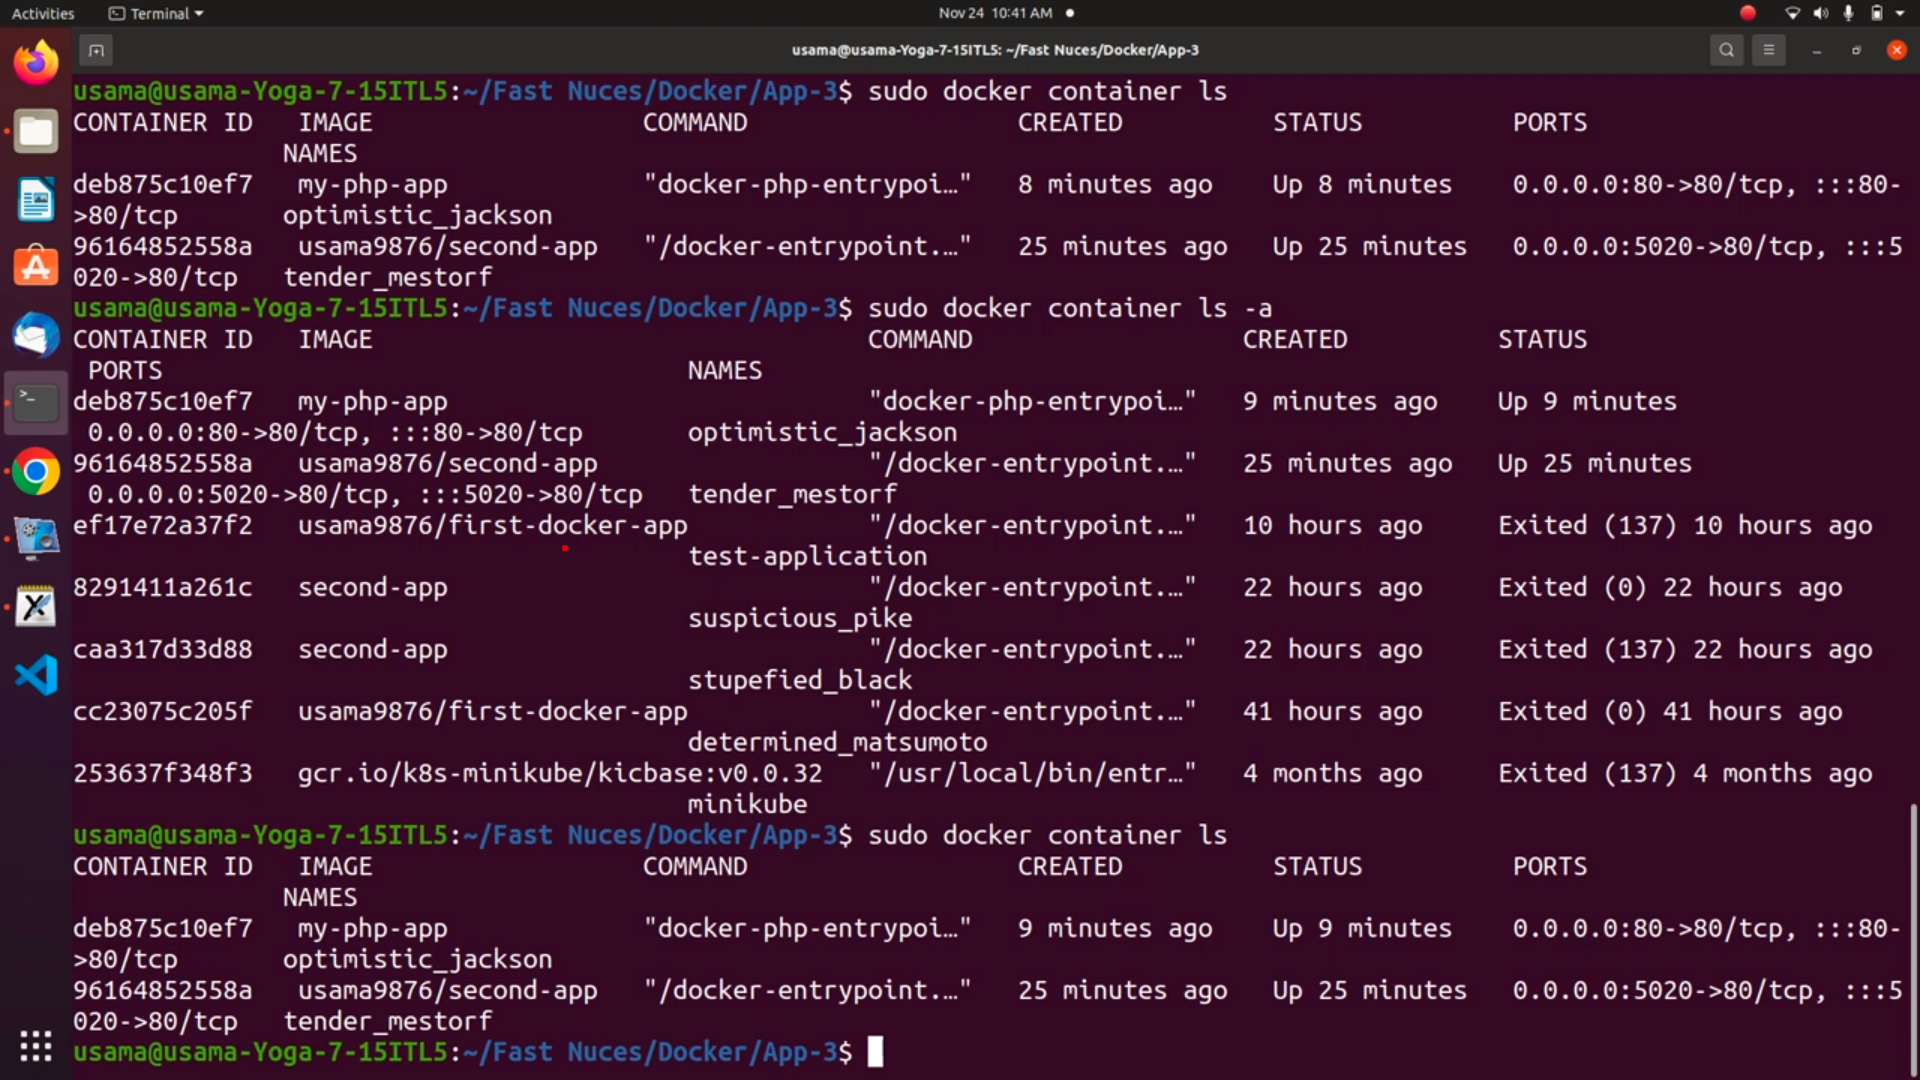 Activities Terminal Nov 24 10:41 AM
usama@usama-Yoga-7-15ITL5: ~/Fast Nuces/Docker/App-3
usama@usama-Yoga-7-15ITL5:~/Fast Nuces/Docker/App-3$ sudo docker container ls
CONTAINER ID IMAGE COMMAND CREATED STATUS PORTS
NAMES
deb875c10ef7 my-php-app "docker-php-entrypoi…" 8 minutes ago Up 8 minutes 0.0.0.0:80->80/tcp, :::80-
>80/tcp optimistic_jackson
96164852558a usama9876/second-app "/docker-entrypoint.…" 25 minutes ago Up 25 minutes 0.0.0.0:5020->80/tcp, :::5
020->80/tcp tender_mestorf
usama@usama-Yoga-7-15ITL5:~/Fast Nuces/Docker/App-3$ sudo docker container ls -a
CONTAINER ID IMAGE COMMAND CREATED STATUS
PORTS NAMES
deb875c10ef7 my-php-app "docker-php-entrypoi…" 9 minutes ago Up 9 minutes
0.0.0.0:80->80/tcp, :::80->80/tcp optimistic_jackson
96164852558a usama9876/second-app "/docker-entrypoint.…" 25 minutes ago Up 25 minutes
0.0.0.0:5020->80/tcp, :::5020->80/tcp tender_mestorf
ef17e72a37f2 usama9876/first-docker-app "/docker-entrypoint.…" 10 hours ago Exited (137) 10 hours ago
test-application
8291411a261c second-app "/docker-entrypoint.…" 22 hours ago Exited (0) 22 hours ago
suspicious_pike
caa317d33d88 second-app "/docker-entrypoint.…" 22 hours ago Exited (137) 22 hours ago
stupefied_black
cc23075c205f usama9876/first-docker-app "/docker-entrypoint.…" 41 hours ago Exited (0) 41 hours ago
determined_matsumoto
253637f348f3 gcr.io/k8s-minikube/kicbase:v0.0.32 "/usr/local/bin/entr…" 4 months ago Exited (137) 4 months ago
minikube
usama@usama-Yoga-7-15ITL5:~/Fast Nuces/Docker/App-3$ sudo docker container ls
CONTAINER ID IMAGE COMMAND CREATED STATUS PORTS
NAMES
deb875c10ef7 my-php-app "docker-php-entrypoi…" 9 minutes ago Up 9 minutes 0.0.0.0:80->80/tcp, :::80-
>80/tcp optimistic_jackson
96164852558a usama9876/second-app "/docker-entrypoint.…" 25 minutes ago Up 25 minutes 0.0.0.0:5020->80/tcp, :::5
020->80/tcp tender_mestorf
usama@usama-Yoga-7-15ITL5:~/Fast Nuces/Docker/App-3$